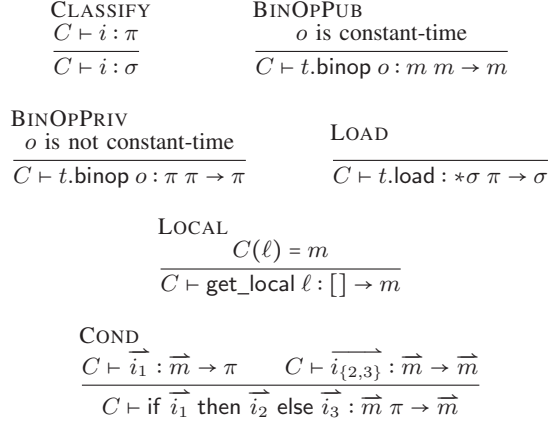 CLASSIFY
C ⊢ i : π
C ⊢ i : σ
BINOPPUB
o is constant-time
C ⊢ t.binop o : m m → m
BINOPPRIV
o is not constant-time
C ⊢ t.binop o : π π → π
LOAD
C ⊢ t.load : *σ π → σ
LOCAL
C(ℓ) = m
C ⊢ get_local ℓ : [] → m
COND
C ⊢ i⃗₁ : m⃗ → π    C ⊢ i⃗_{2,3} : m⃗ → m⃗
C ⊢ if i⃗₁ then i⃗₂ else i⃗₃ : m⃗ π → m⃗